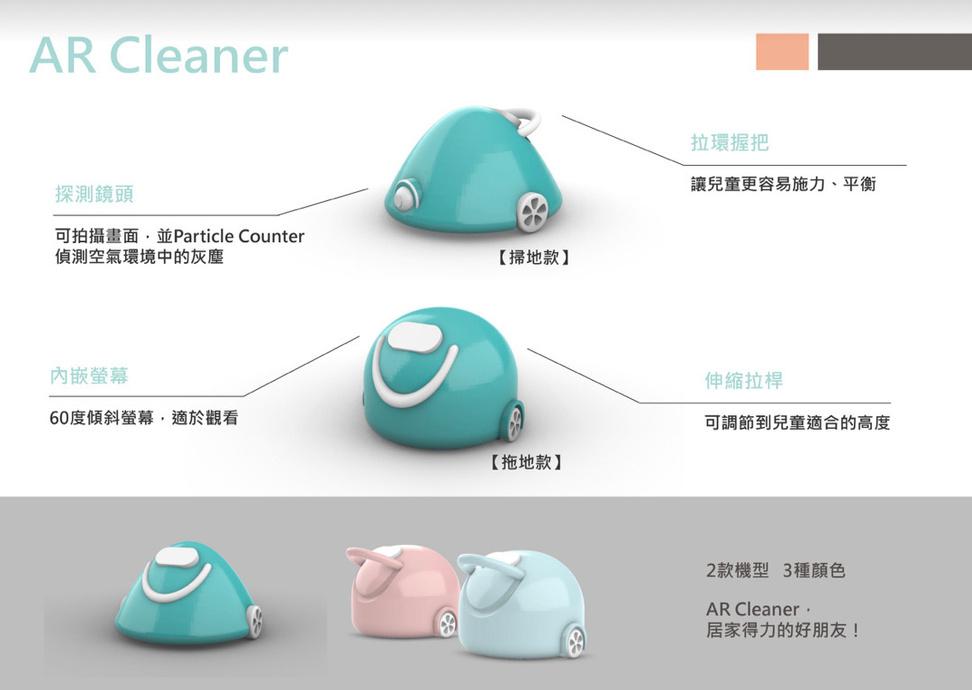 AR Cleaner
拉環握把
讓兒童更容易施力、平衡
探測鏡頭
可拍攝畫面，並Particle Counter
偵測空氣環境中的灰塵
【掃地款】
內嵌螢幕
60度傾斜螢幕，適於觀看
伸縮拉桿
可調節到兒童適合的高度
【拖地款】
2款機型 3種顏色
AR Cleaner，
居家得力的好朋友！